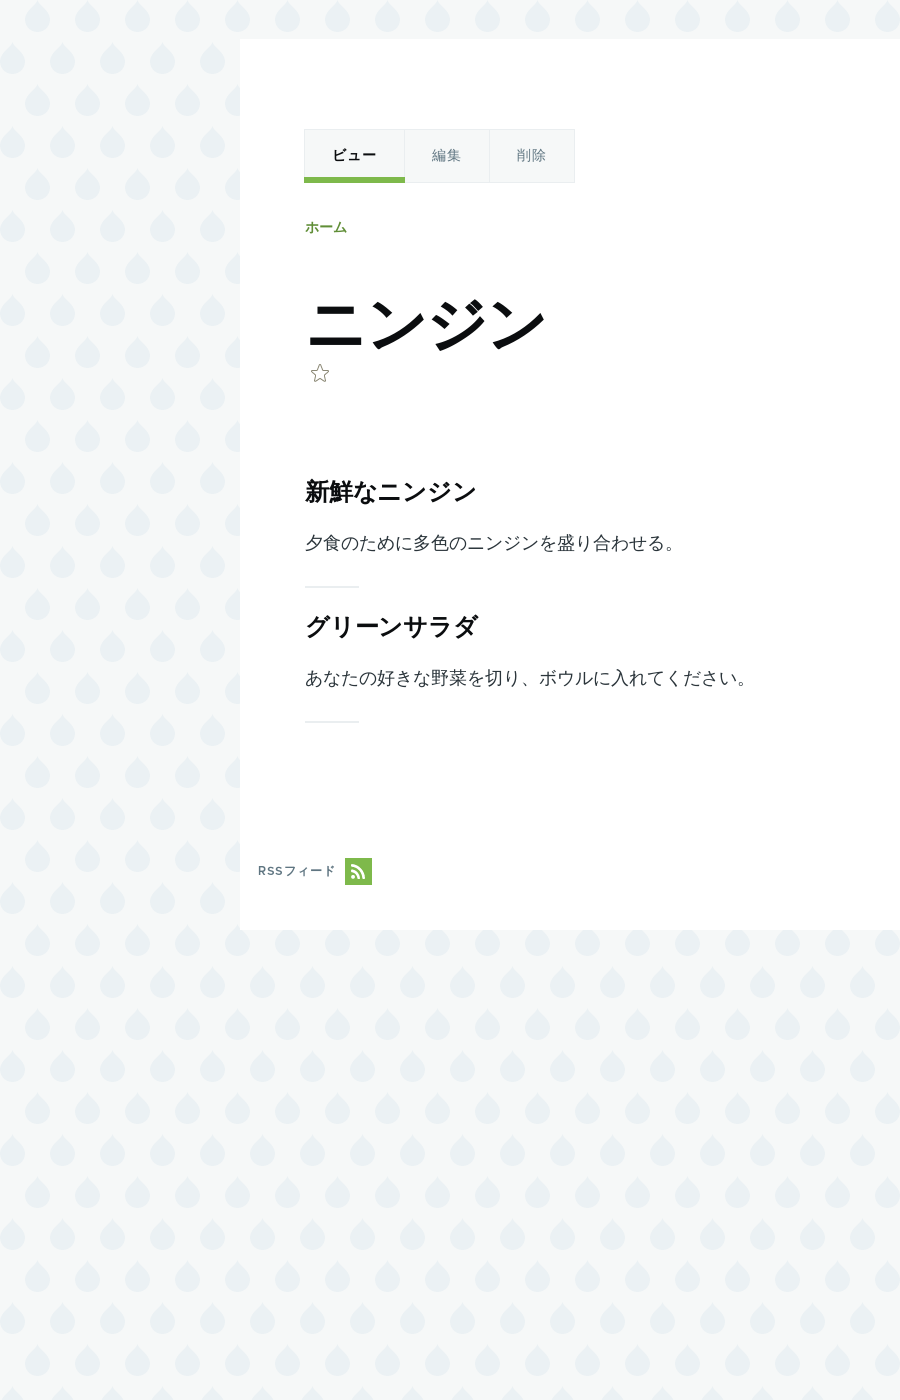 ビュー 編集 削除
ホーム
ニンジン
新鮮なニンジン
夕食のために多色のニンジンを盛り合わせる。
グリーンサラダ
あなたの好きな野菜を切り、ボウルに入れてください。
RSSフィード